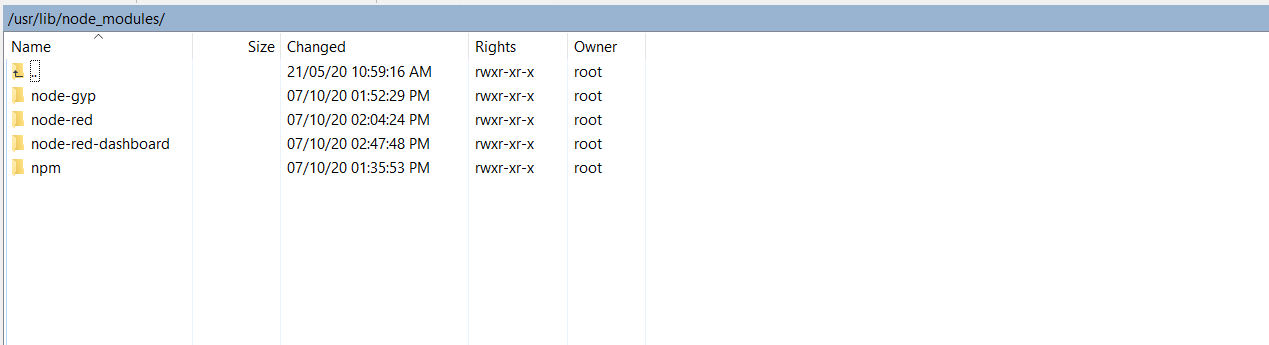 /usr/lib/node_modules/
Name Size Changed Rights Owner
.. 21/05/20 10:59:16 AM rwxr-xr-x root
node-gyp 07/10/20 01:52:29 PM rwxr-xr-x root
node-red 07/10/20 02:04:24 PM rwxr-xr-x root
node-red-dashboard 07/10/20 02:47:48 PM rwxr-xr-x root
npm 07/10/20 01:35:53 PM rwxr-xr-x root